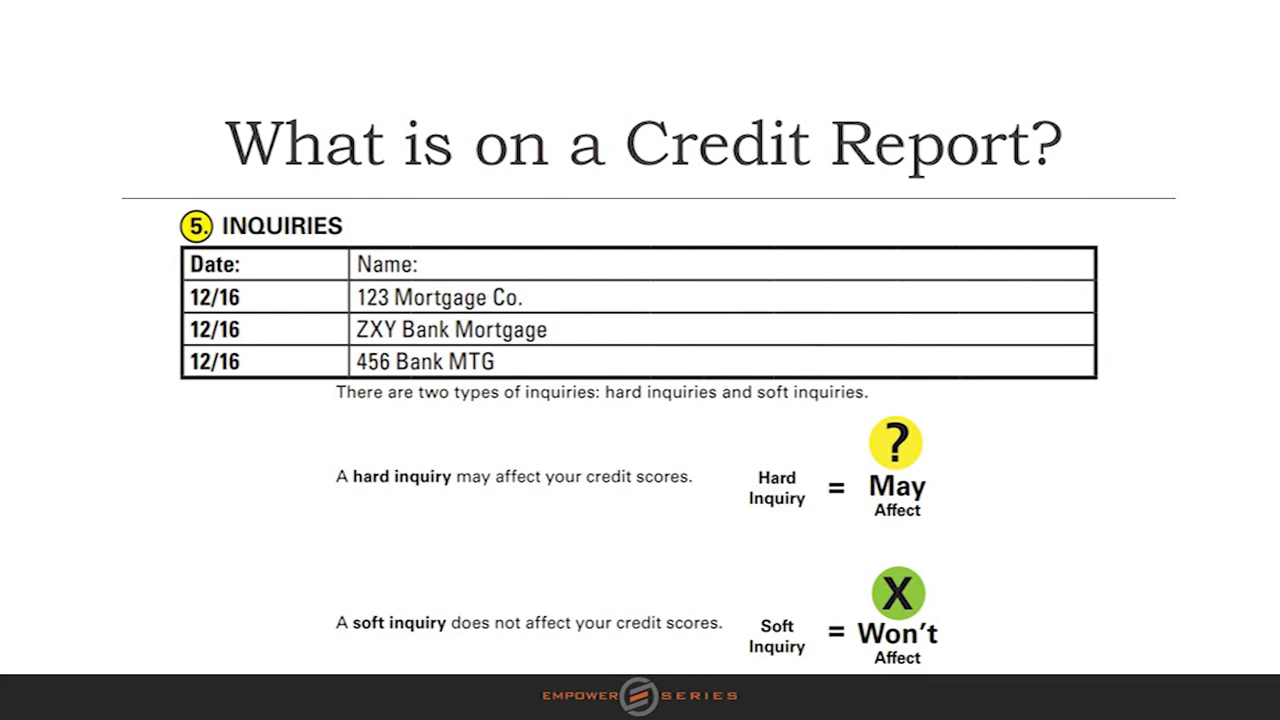 What is on a Credit Report?
5. INQUIRIES
Date: Name:
12/16 123 Mortgage Co.
12/16 ZXY Bank Mortgage
12/16 456 Bank MTG
There are two types of inquiries: hard inquiries and soft inquiries.
?
A hard inquiry may affect your credit scores.
Hard
Inquiry
=
May
Affect
X
A soft inquiry does not affect your credit scores.
Soft
Inquiry
=
Won't
Affect
EMPOWER SERIES